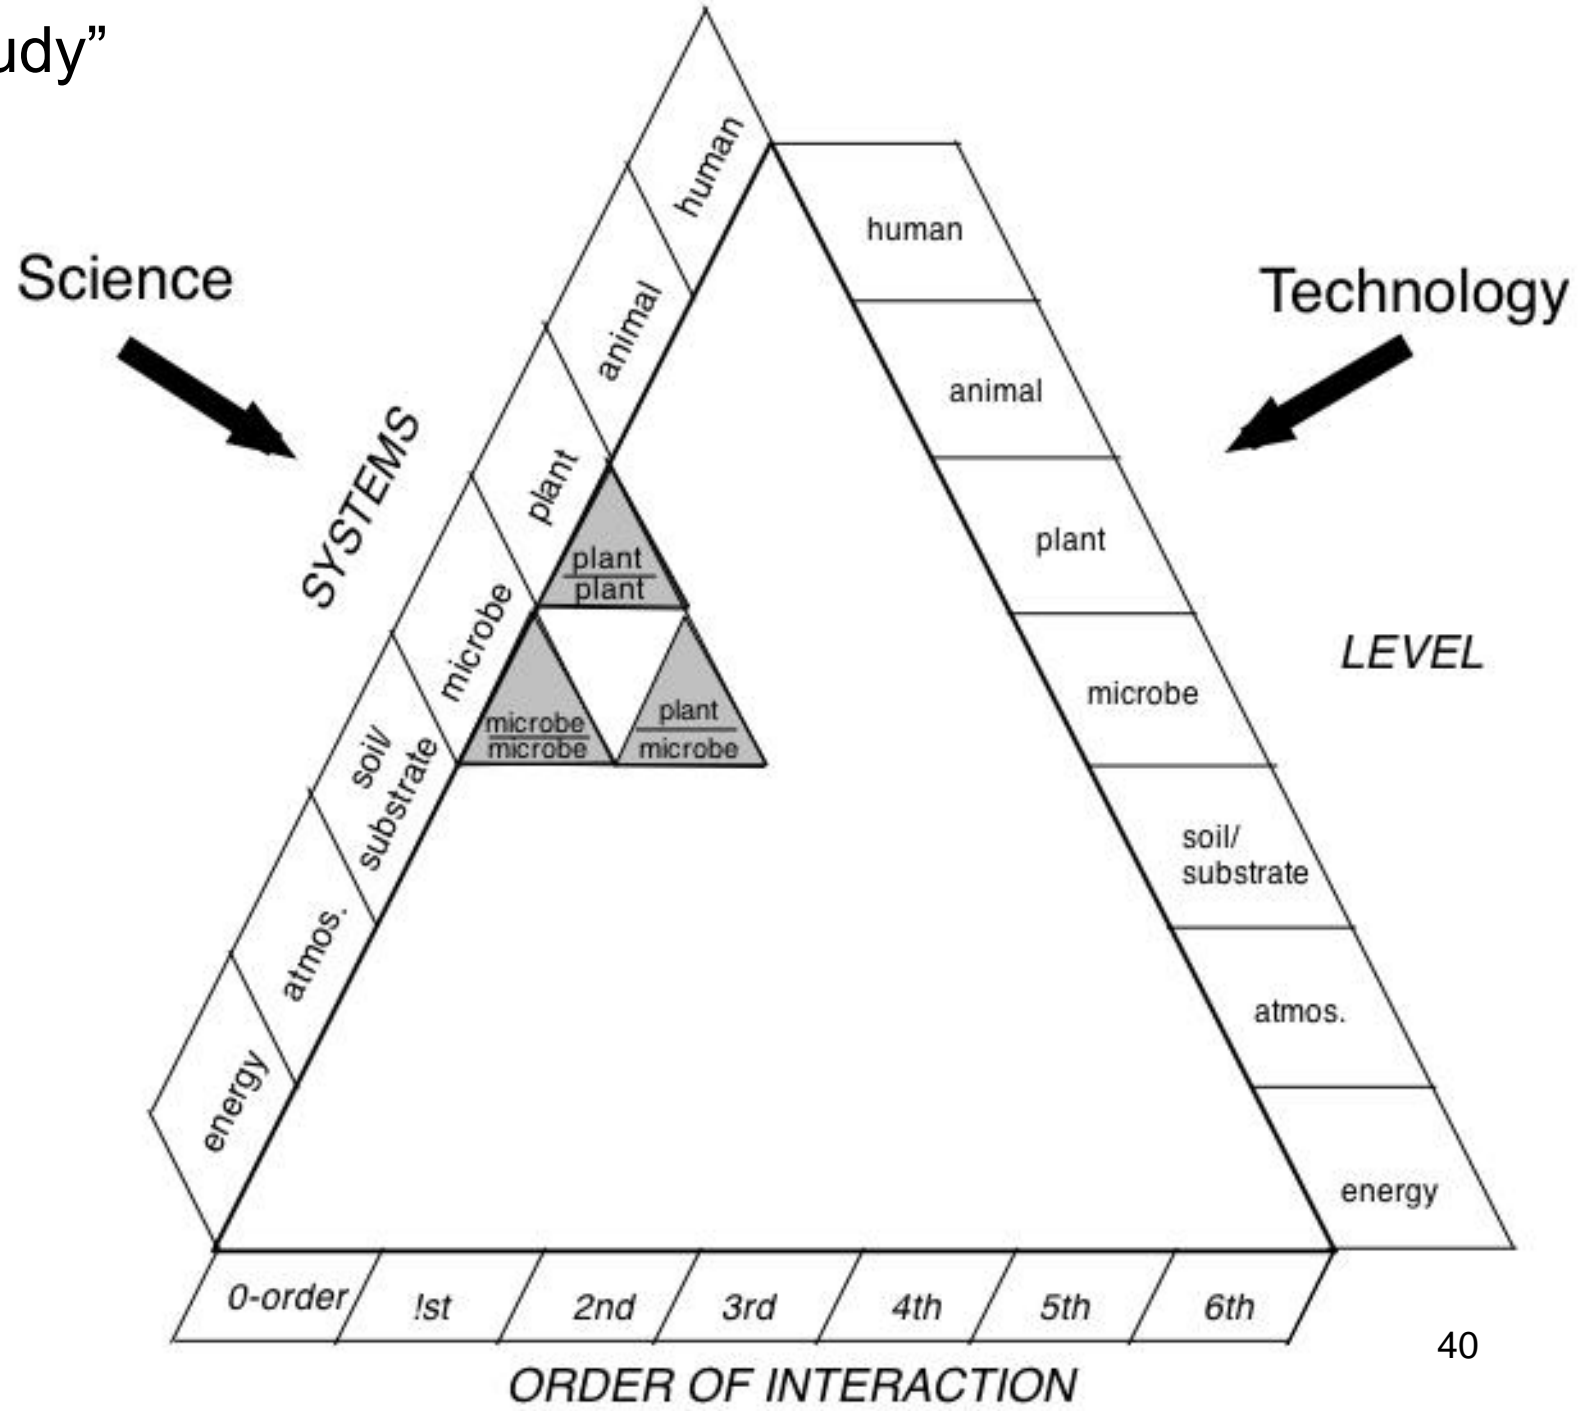 udy”
Science
Technology
SYSTEMS
LEVEL
human
animal
plant
microbe
soil/
substrate
atmos.
energy
plant
plant
microbe
microbe
plant
microbe
human
animal
plant
microbe
soil/
substrate
atmos.
energy
0-order
!st
2nd
3rd
4th
5th
6th
ORDER OF INTERACTION
40